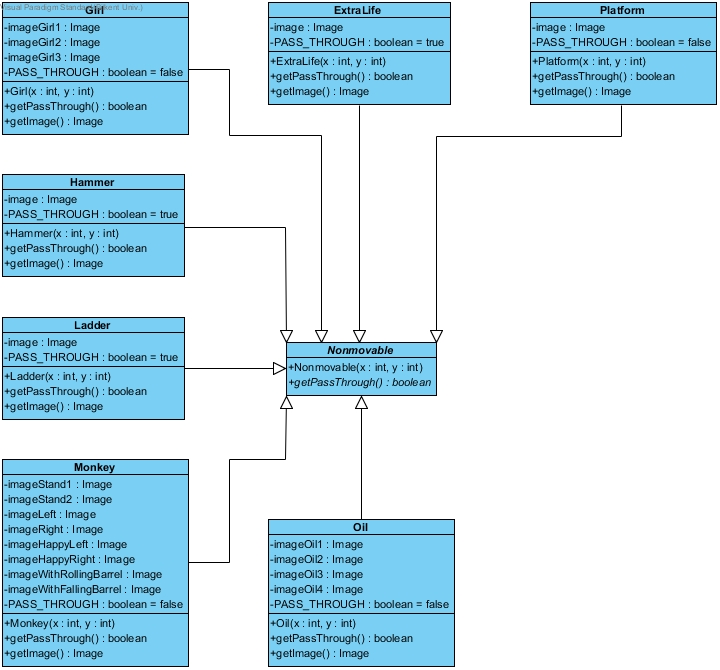 Visual Paradigm Standard
Girl
-imageGirl1 : Image
-imageGirl2 : Image
-imageGirl3 : Image
-PASS_THROUGH : boolean = false
+Girl(x : int, y : int)
+getPassThrough() : boolean
+getImage() : Image
ExtraLife
-image : Image
-PASS_THROUGH : boolean = true
+ExtraLife(x : int, y : int)
+getPassThrough() : boolean
+getImage() : Image
Platform
-image : Image
-PASS_THROUGH : boolean = false
+Platform(x : int, y : int)
+getPassThrough() : boolean
+getImage() : Image
Hammer
-image : Image
-PASS_THROUGH : boolean = true
+Hammer(x : int, y : int)
+getPassThrough() : boolean
+getImage() : Image
Ladder
-image : Image
-PASS_THROUGH : boolean = true
+Ladder(x : int, y : int)
+getPassThrough() : boolean
+getImage() : Image
Nonmovable
+Nonmovable(x : int, y : int)
+getPassThrough() : boolean
Monkey
-imageStand1 : Image
-imageStand2 : Image
-imageLeft : Image
-imageRight : Image
-imageHappyLeft : Image
-imageHappyRight : Image
-imageWithRollingBarrel : Image
-imageWithFallingBarrel : Image
-PASS_THROUGH : boolean = false
+Monkey(x : int, y : int)
+getPassThrough() : boolean
+getImage() : Image
Oil
-imageOil1 : Image
-imageOil2 : Image
-imageOil3 : Image
-imageOil4 : Image
-PASS_THROUGH : boolean = false
+Oil(x : int, y : int)
+getPassThrough() : boolean
+getImage() : Image